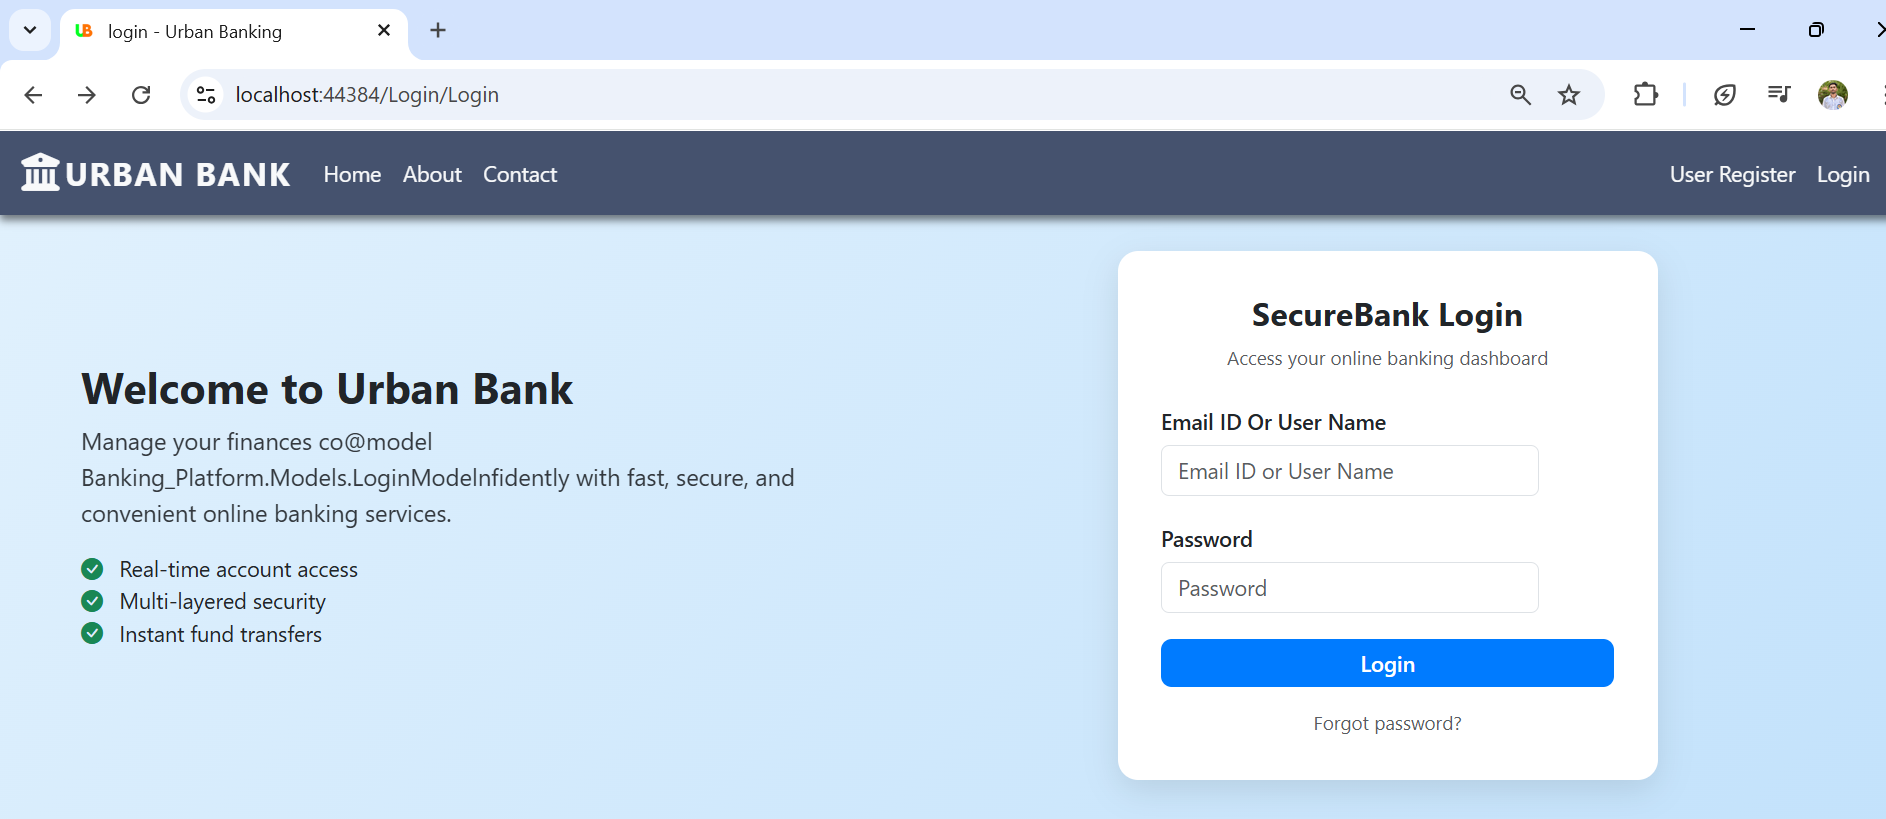 login - Urban Banking
localhost:44384/Login/Login
URBAN BANK Home About Contact User Register Login
SecureBank Login
Access your online banking dashboard
Welcome to Urban Bank
Manage your finances co@model
Banking_Platform.Models.LoginModelnfidently with fast, secure, and
convenient online banking services.
Real-time account access
Multi-layered security
Instant fund transfers
Email ID Or User Name
Email ID or User Name
Password
Password
Login
Forgot password?